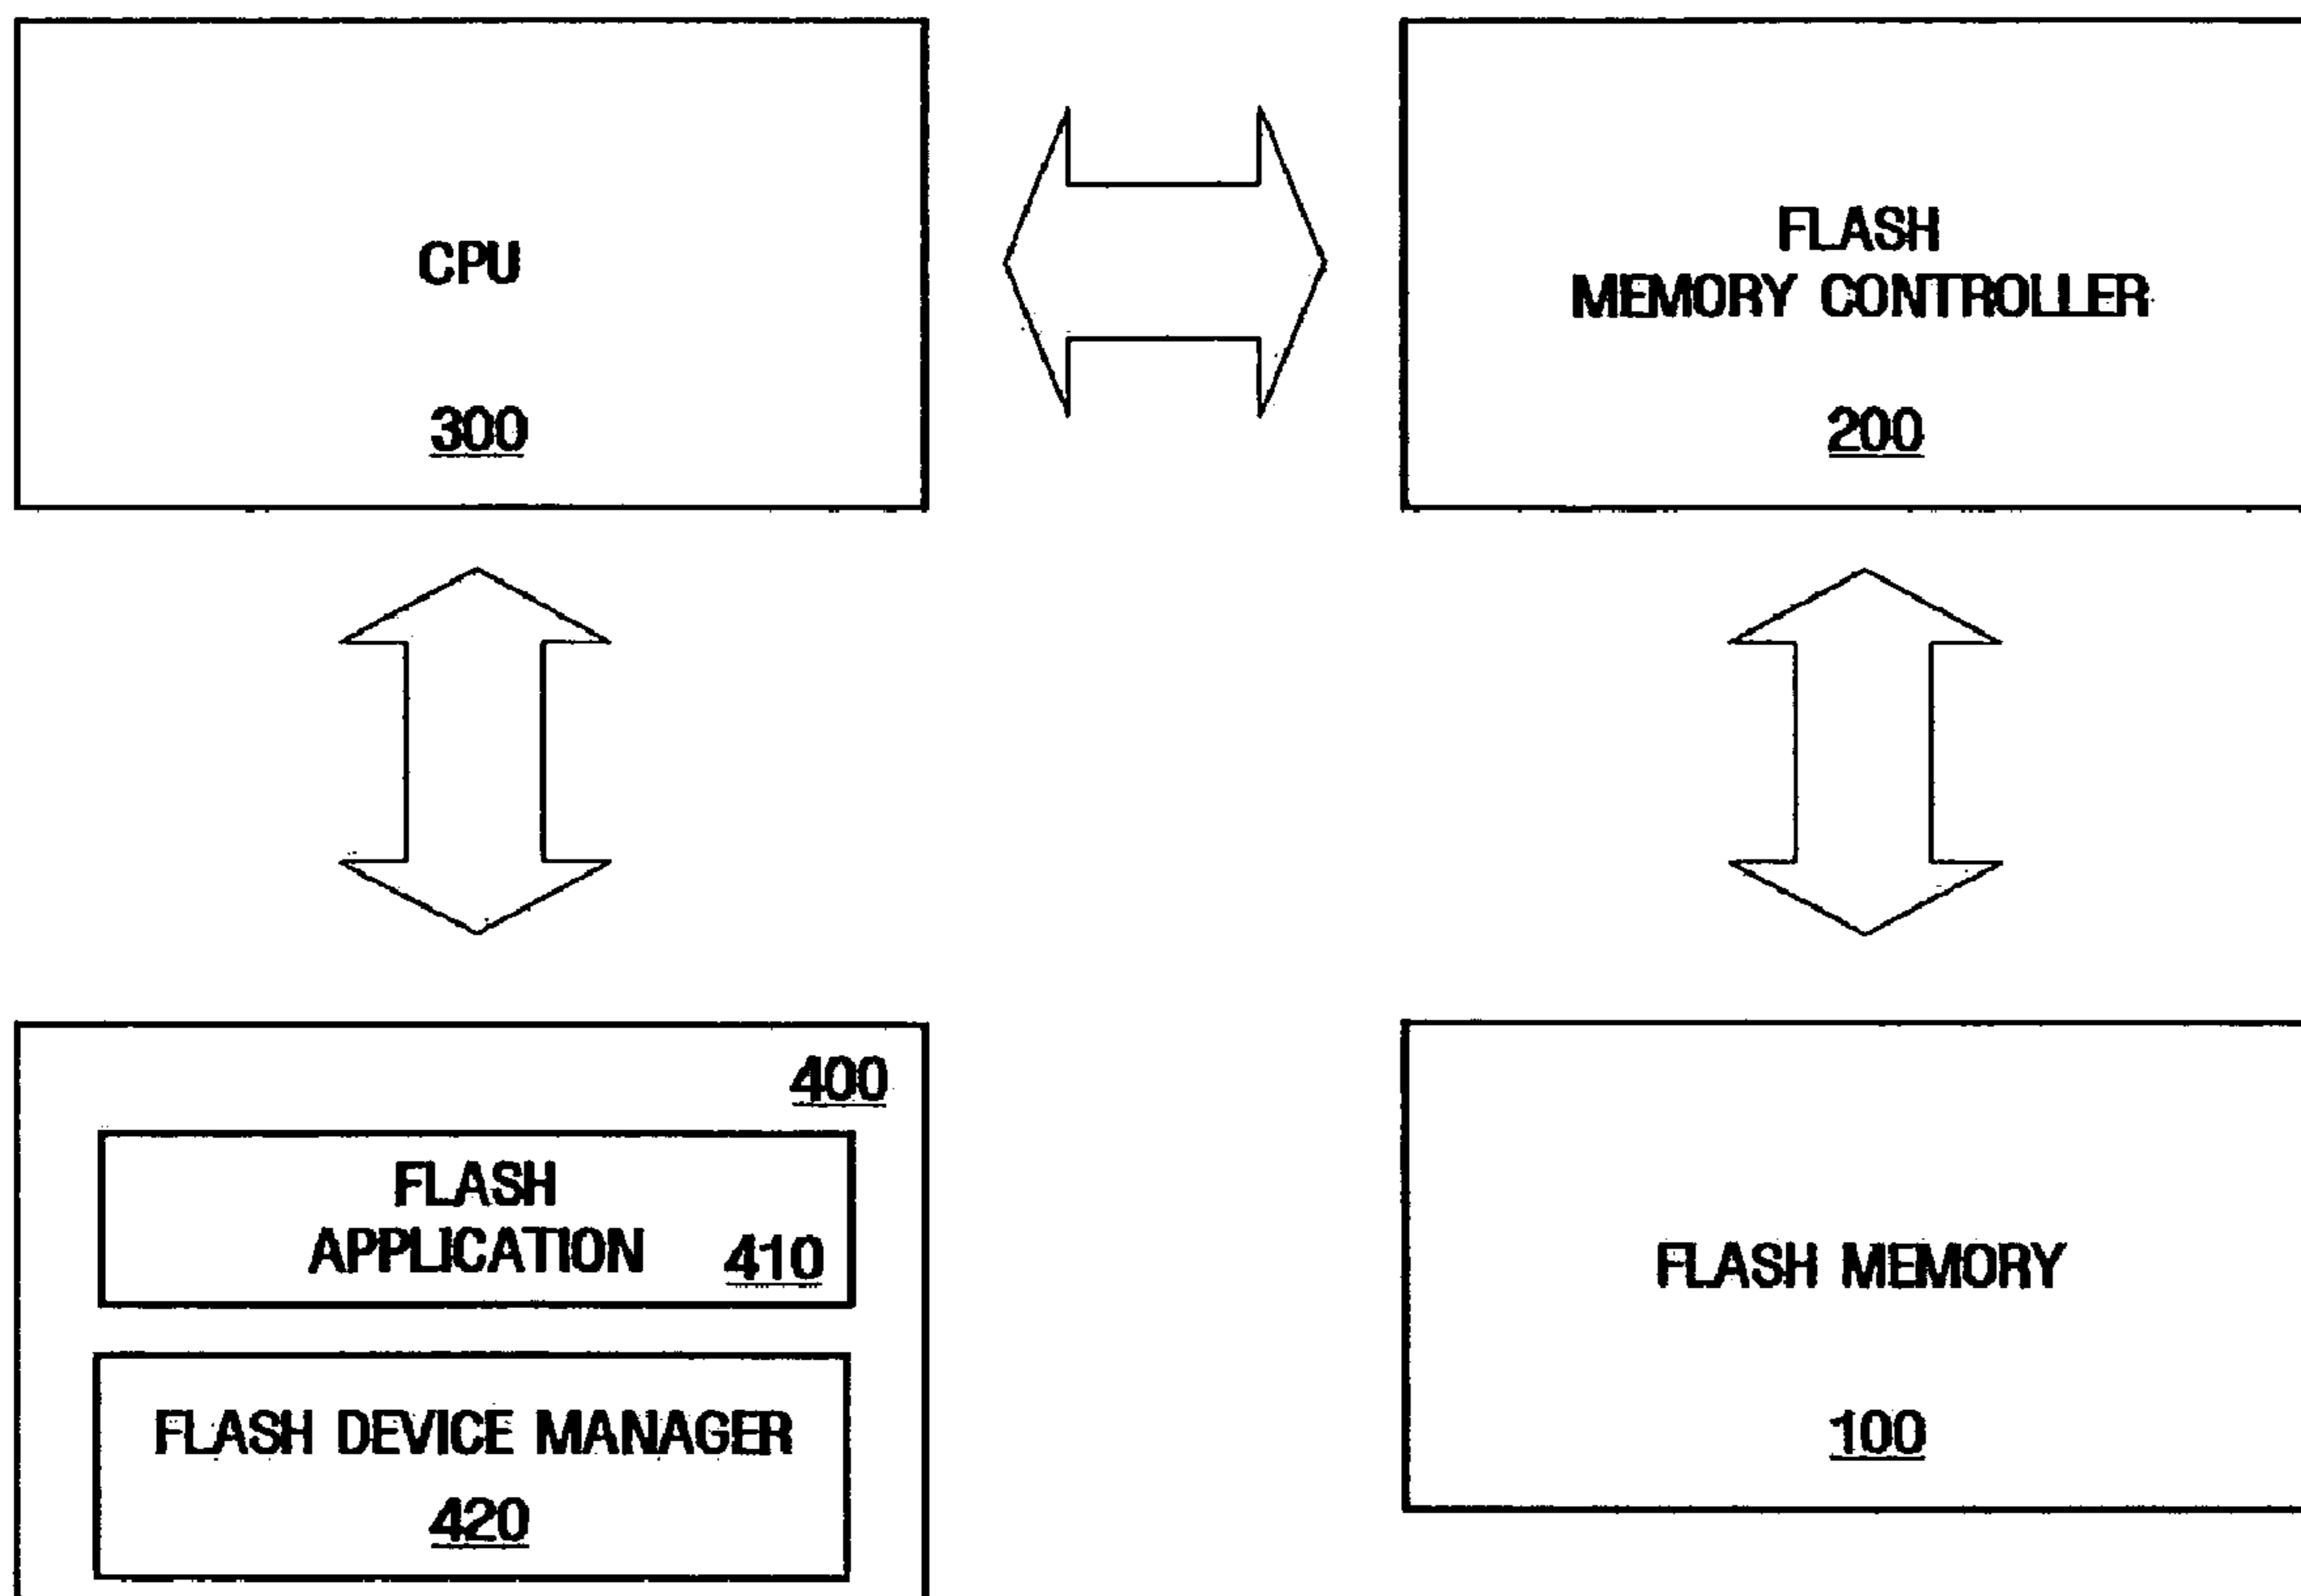 CPU
300
FLASH
MEMORY CONTROLLER
200
400
FLASH
APPLICATION 410
FLASH DEVICE MANAGER
420
FLASH MEMORY
100